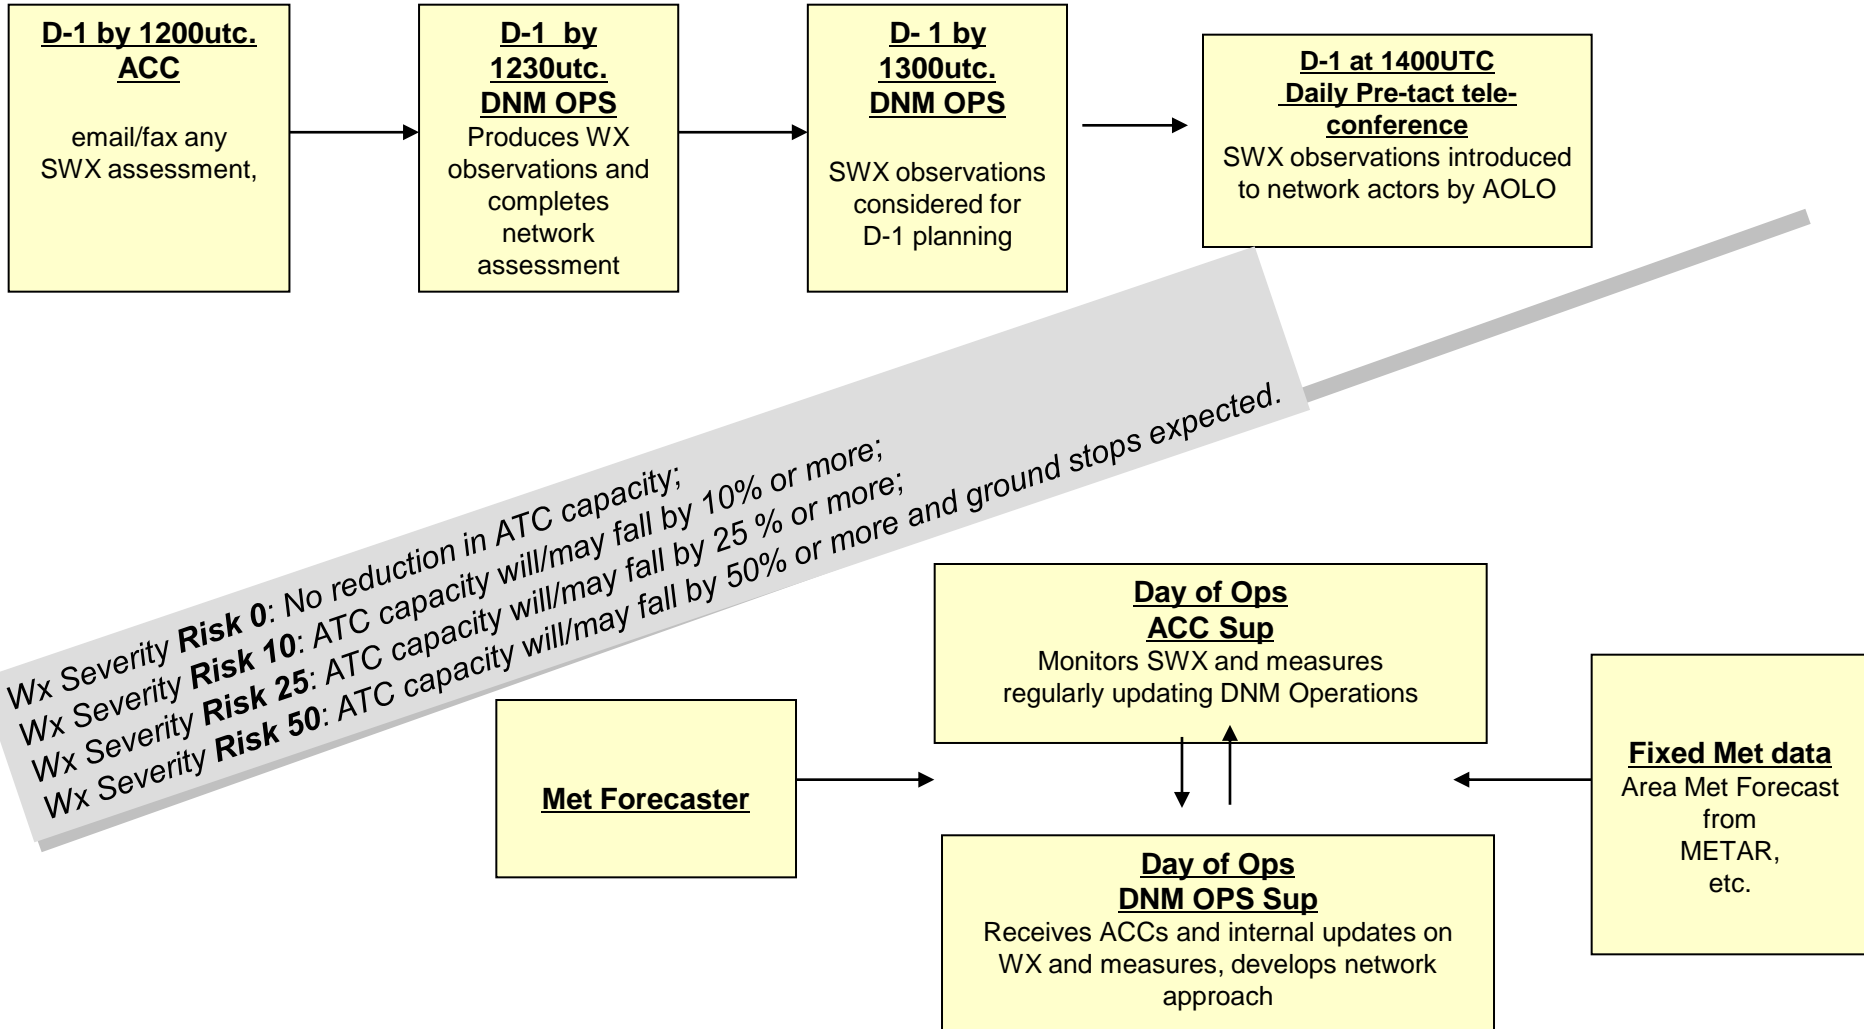 D-1 by 1200utc.
ACC
email/fax any
SWX assessment,
D-1 by
1230utc.
DNM OPS
Produces WX
observations and
completes
network
assessment
D- 1 by
1300utc.
DNM OPS
SWX observations
considered for
D-1 planning
D-1 at 1400UTC
Daily Pre-tact tele-
conference
SWX observations introduced
to network actors by AOLO
Wx Severity Risk 0: No reduction in ATC capacity;
Wx Severity Risk 10: ATC capacity will/may fall by 10% or more;
Wx Severity Risk 25: ATC capacity will/may fall by 25 % or more;
Wx Severity Risk 50: ATC capacity will/may fall by 50% or more and ground stops expected.
Day of Ops
ACC Sup
Monitors SWX and measures
regularly updating DNM Operations
Met Forecaster
Fixed Met data
Area Met Forecast
from
METAR,
etc.
Day of Ops
DNM OPS Sup
Receives ACCs and internal updates on
WX and measures, develops network
approach